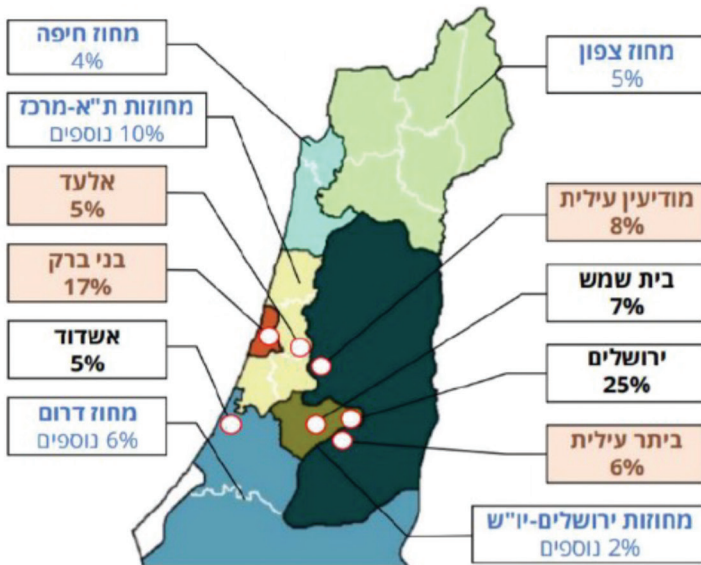 מחוז חיפה
4%
מחוז צפון
5%
מחוזות ת"א-מרכז
10% נוספים
אלעד
5%
מודיעין עילית
8%
בני ברק
17%
בית שמש
7%
אשדוד
5%
ירושלים
25%
מחוז דרום
6% נוספים
ביתר עילית
6%
מחוזות ירושלים-יו"ש
2% נוספים